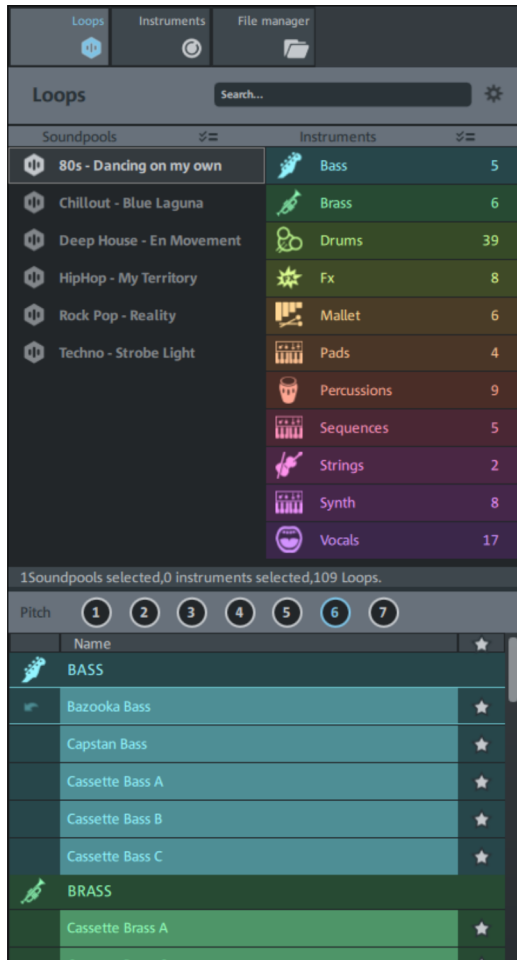 Loops Instruments File manager
Loops Search...
Soundpools Instruments
80s - Dancing on my own Bass 5
Chillout - Blue Laguna Brass 6
Deep House - En Movement Drums 39
HipHop - My Territory Fx 8
Rock Pop - Reality Mallet 6
Techno - Strobe Light Pads 4
Percussions 9
Sequences 5
Strings 2
Synth 8
Vocals 17
1Soundpools selected,0 instruments selected,109 Loops.
Pitch 1 2 3 4 5 6 7
Name
BASS
Bazooka Bass
Capstan Bass
Cassette Bass A
Cassette Bass B
Cassette Bass C
BRASS
Cassette Brass A